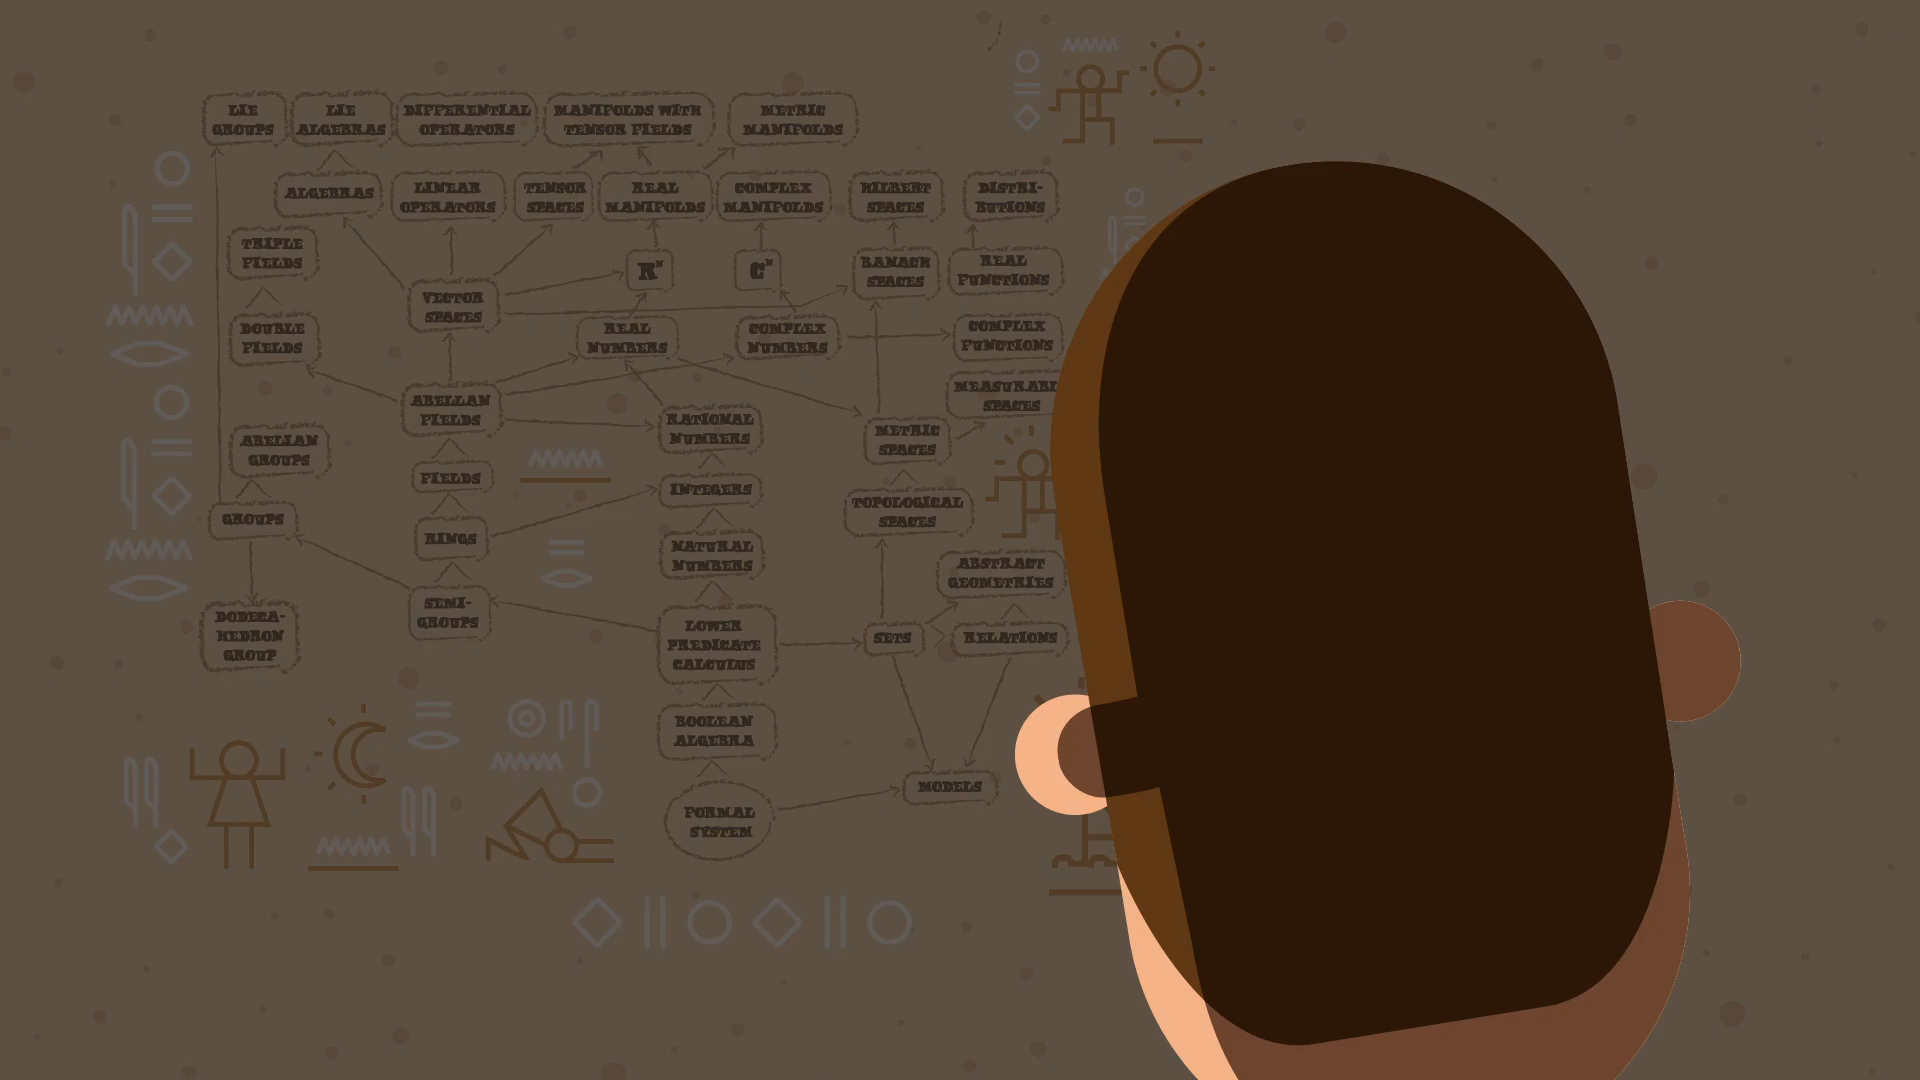 LIE
GROUPS
LIE
ALGEBRAS
DIFFERENTIAL
OPERATORS
MANIFOLDS WITH
TENSOR FIELDS
METRIC
MANIFOLDS
ALGEBRAS
LINEAR
OPERATORS
TENSOR
SPACES
REAL
MANIFOLDS
COMPLEX
MANIFOLDS
HILBERT
SPACES
DISTRI-
BUTIONS
TRIPLE
FIELDS
VECTOR
SPACES
R^N
C^N
BANACH
SPACES
REAL
FUNCTIONS
DOUBLE
FIELDS
REAL
NUMBERS
COMPLEX
NUMBERS
COMPLEX
FUNCTIONS
ABELIAN
FIELDS
RATIONAL
NUMBERS
MEASURABL
SPACES
ABELIAN
GROUPS
METRIC
SPACES
FIELDS
INTEGERS
TOPOLOGICAL
SPACES
GROUPS
RINGS
NATURAL
NUMBERS
ABSTRACT
GEOMETRIES
DODECA-
HEDRON
GROUP
SEMI-
GROUPS
LOWER
PREDICATE
CALCULUS
SETS
RELATIONS
BOOLEAN
ALGEBRA
MODELS
FORMAL
SYSTEM